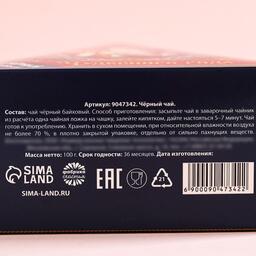 Артикул: 9047342. Чёрный чай.
Состав: чай чёрный байховый. Способ приготовления: засыпьте чай в заварочный чайник
из расчёта одна чайная ложка на чашку, залейте кипятком, дайте настояться 5–7 минут. Чай
готов к употреблению. Хранить в сухом помещении, при относительной влажности воздуха
не более 70 %, в плотно закрытой упаковке, отдельно от сильно пахнущих веществ.
Масса нетто: 100 г. Срок годности: 36 месяцев. Дата изготовления:
SIMA
LAND
фабрика
счастья
EAC
21
SIMA-LAND.RU
6900090473422